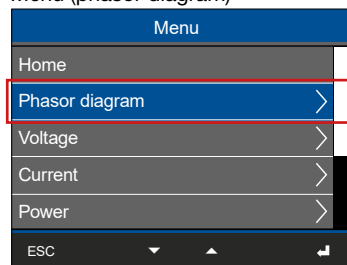 Menu (phasor diagram)
Menu
Home
Phasor diagram
Voltage
Current
Power
ESC